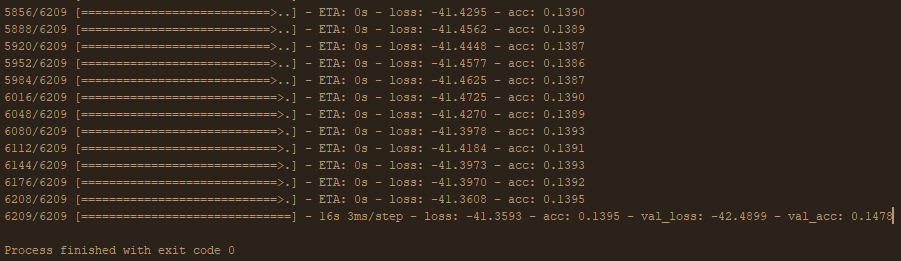 5856/6209 [============================>..] - ETA: 0s - loss: -41.4295 - acc: 0.1390
5888/6209 [============================>..] - ETA: 0s - loss: -41.4562 - acc: 0.1389
5920/6209 [============================>..] - ETA: 0s - loss: -41.4448 - acc: 0.1387
5952/6209 [============================>..] - ETA: 0s - loss: -41.4577 - acc: 0.1386
5984/6209 [============================>..] - ETA: 0s - loss: -41.4625 - acc: 0.1387
6016/6209 [============================>.] - ETA: 0s - loss: -41.4725 - acc: 0.1390
6048/6209 [============================>.] - ETA: 0s - loss: -41.4270 - acc: 0.1389
6080/6209 [============================>.] - ETA: 0s - loss: -41.3978 - acc: 0.1393
6112/6209 [============================>.] - ETA: 0s - loss: -41.4184 - acc: 0.1391
6144/6209 [============================>.] - ETA: 0s - loss: -41.3973 - acc: 0.1393
6176/6209 [============================>.] - ETA: 0s - loss: -41.3970 - acc: 0.1392
6208/6209 [============================>.] - ETA: 0s - loss: -41.3608 - acc: 0.1395
6209/6209 [==============================] - 16s 3ms/step - loss: -41.3593 - acc: 0.1395 - val_loss: -42.4899 - val_acc: 0.1478
Process finished with exit code 0